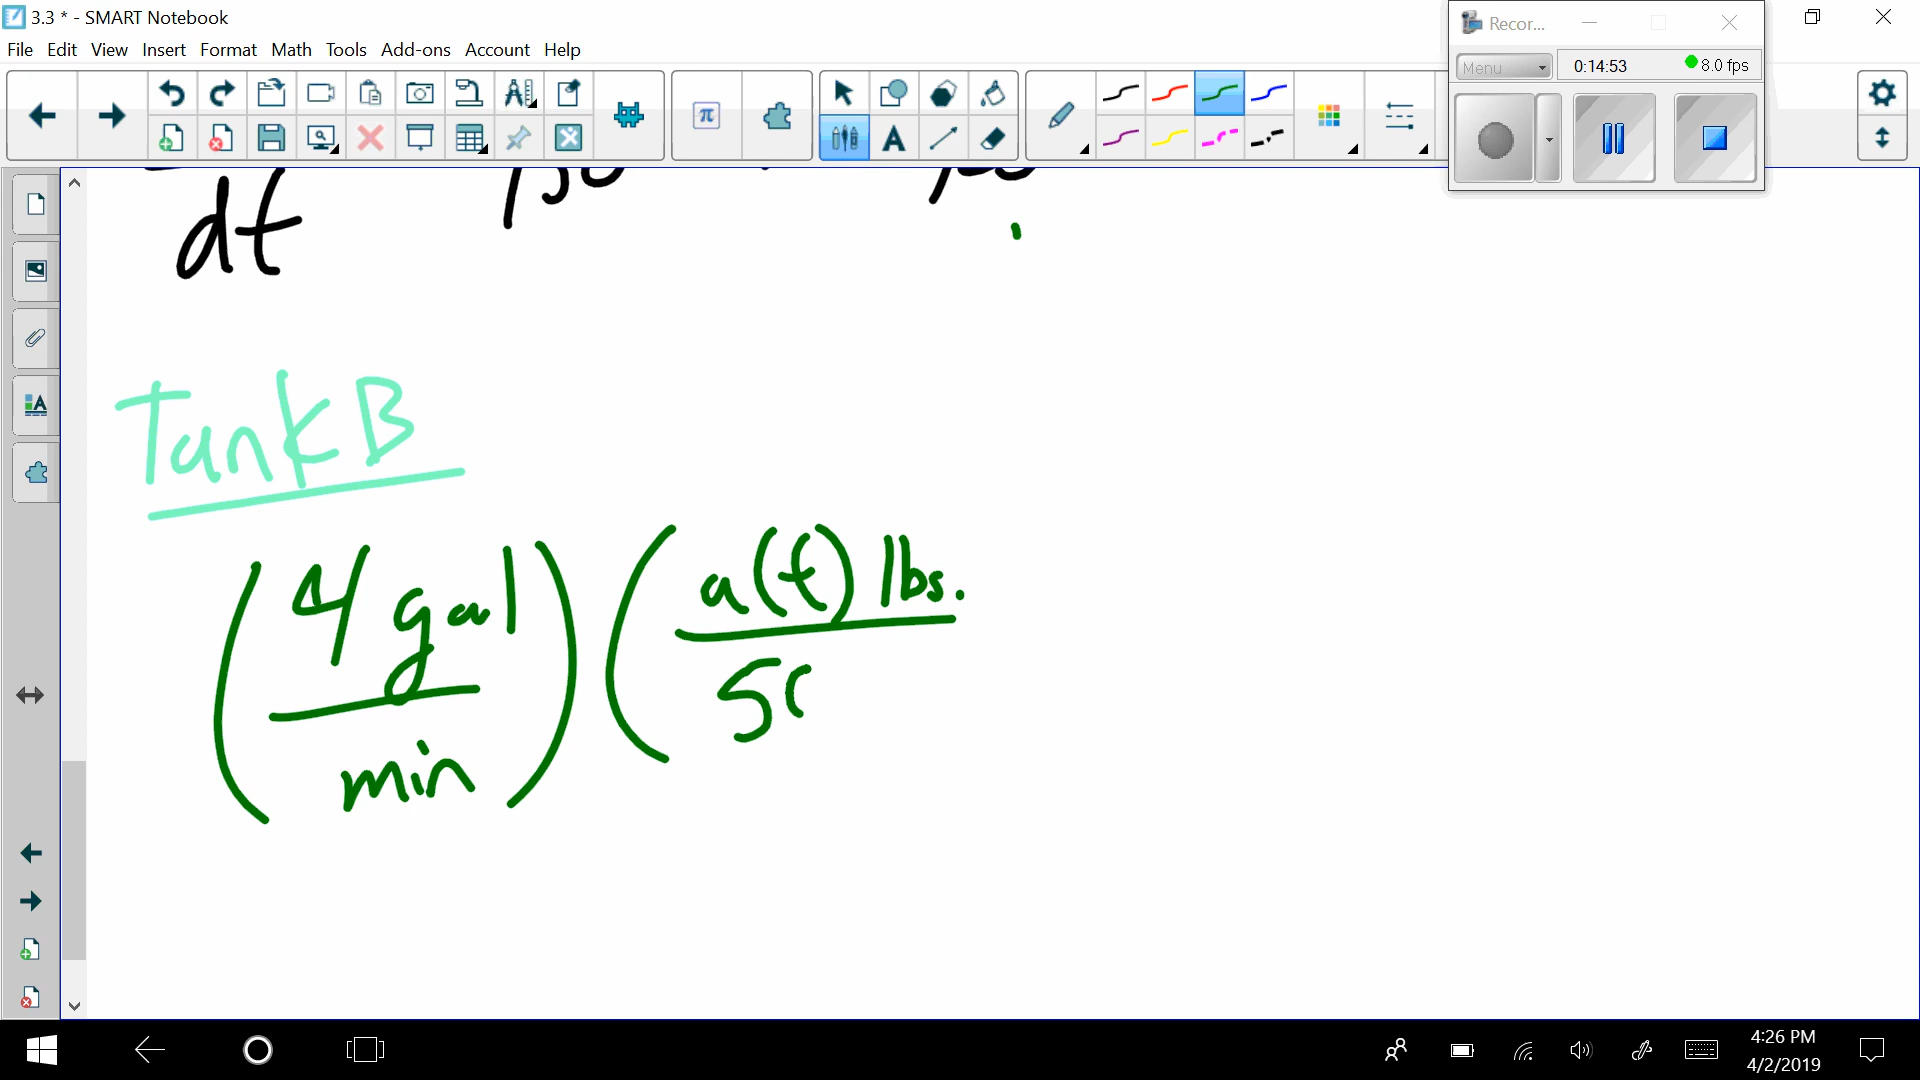 3.3 * - SMART Notebook
File Edit View Insert Format Math Tools Add-ons Account Help
Recor...
Menu 0:14:53 8.0 fps
π
A
A
dt
Tank B
(4 gal / min) (a(t) lbs. / 50
4:26 PM
4/2/2019